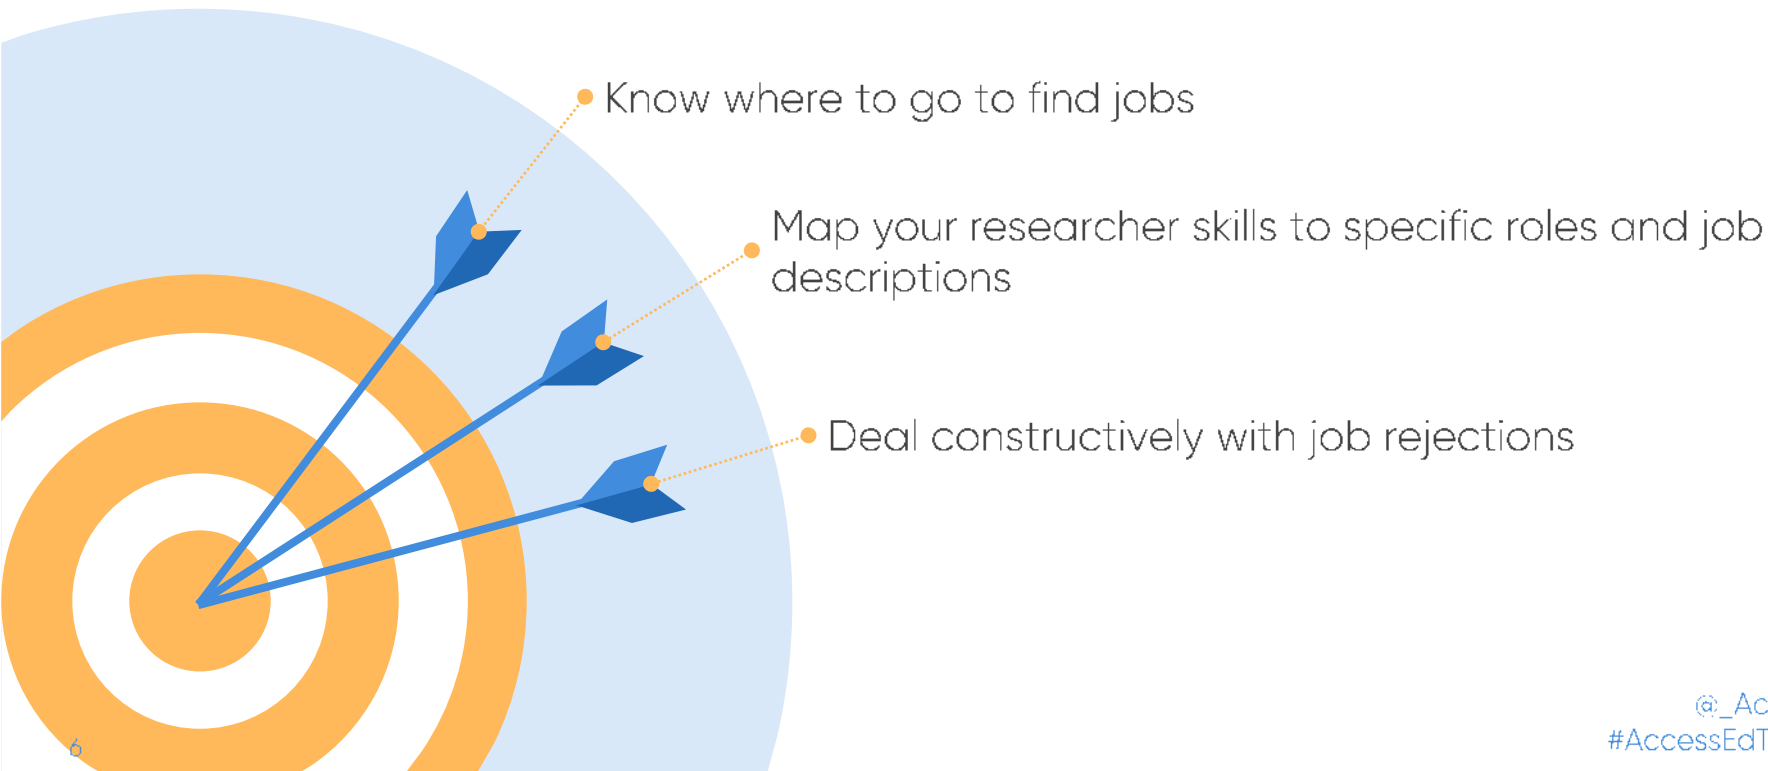 Know where to go to find jobs
Map your researcher skills to specific roles and job
descriptions
Deal constructively with job rejections
@_Ac
#AccessEdT
6